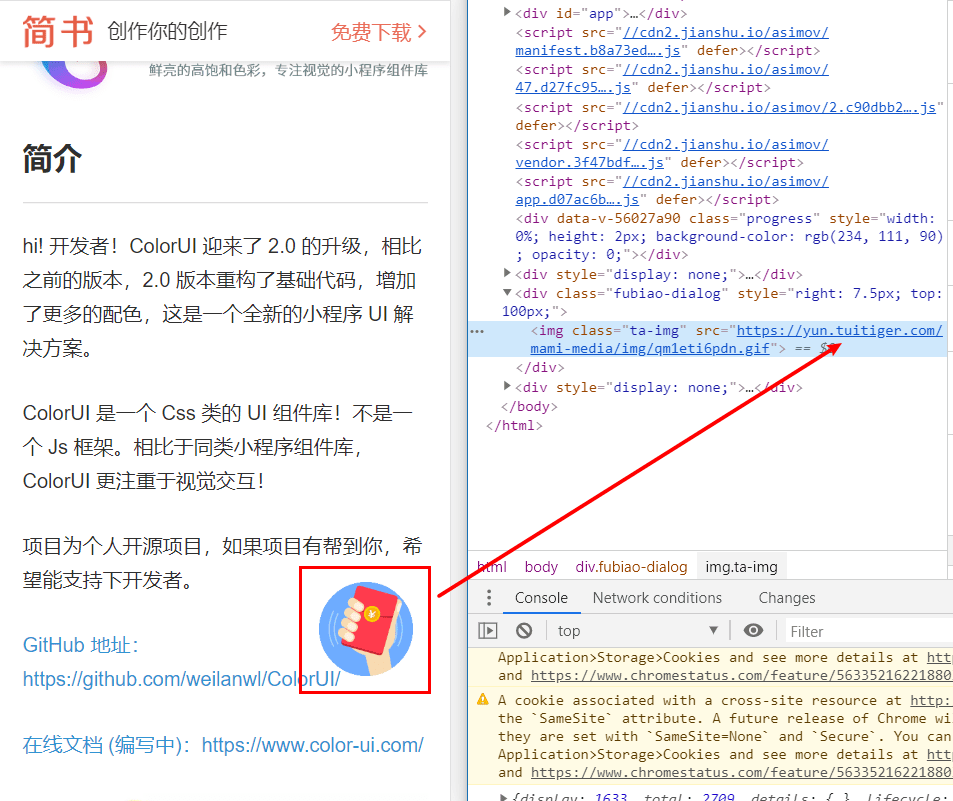 简书 创作你的创作 免费下载
鲜亮的高饱和色彩，专注视觉的小程序组件库
简介
hi! 开发者！ColorUI 迎来了 2.0 的升级，相比
之前的版本，2.0 版本重构了基础代码，增加
了更多的配色，这是一个全新的小程序 UI 解
决方案。
ColorUI 是一个 Css 类的 UI 组件库！不是一
个 Js 框架。相比于同类小程序组件库，
ColorUI 更注重于视觉交互！
项目为个人开源项目，如果项目有帮到你，希
望能支持下开发者。
GitHub 地址：
https://github.com/weilanwl/ColorUI/
在线文档 (编写中)：https://www.color-ui.com/
<div id="app">…</div>
<script src="//cdn2.jianshu.io/asimov/
manifest.b8a73ed….js" defer></script>
<script src="//cdn2.jianshu.io/asimov/
47.d27fc95….js" defer></script>
<script src="//cdn2.jianshu.io/asimov/2.c90dbb2….js"
defer></script>
<script src="//cdn2.jianshu.io/asimov/
vendor.3f47bdf….js" defer></script>
<script src="//cdn2.jianshu.io/asimov/
app.d07ac6b….js" defer></script>
<div data-v-56027a90 class="progress" style="width:
0%; height: 2px; background-color: rgb(234, 111, 90)
; opacity: 0;"></div>
<div style="display: none;">…</div>
<div class="fubiao-dialog" style="right: 7.5px; top:
100px;">
<img class="ta-img" src="https://yun.tuitiger.com/
mami-media/img/qm1eti6pdn.gif"> ==
</div>
<div style="display: none;">…</div>
</body>
</html>
html body div.fubiao-dialog img.ta-img
Console Network conditions Changes
top Filter
Application>Storage>Cookies and see more details at htt
and https://www.chromestatus.com/feature/56335216221880
A cookie associated with a cross-site resource at http:
the `SameSite` attribute. A future release of Chrome wi
they are set with `SameSite=None` and `Secure`. You can
Application>Storage>Cookies and see more details at htt
and https://www.chromestatus.com/feature/56335216221880
{display: 1633, total: 2709, details: {…}, lifecycle: